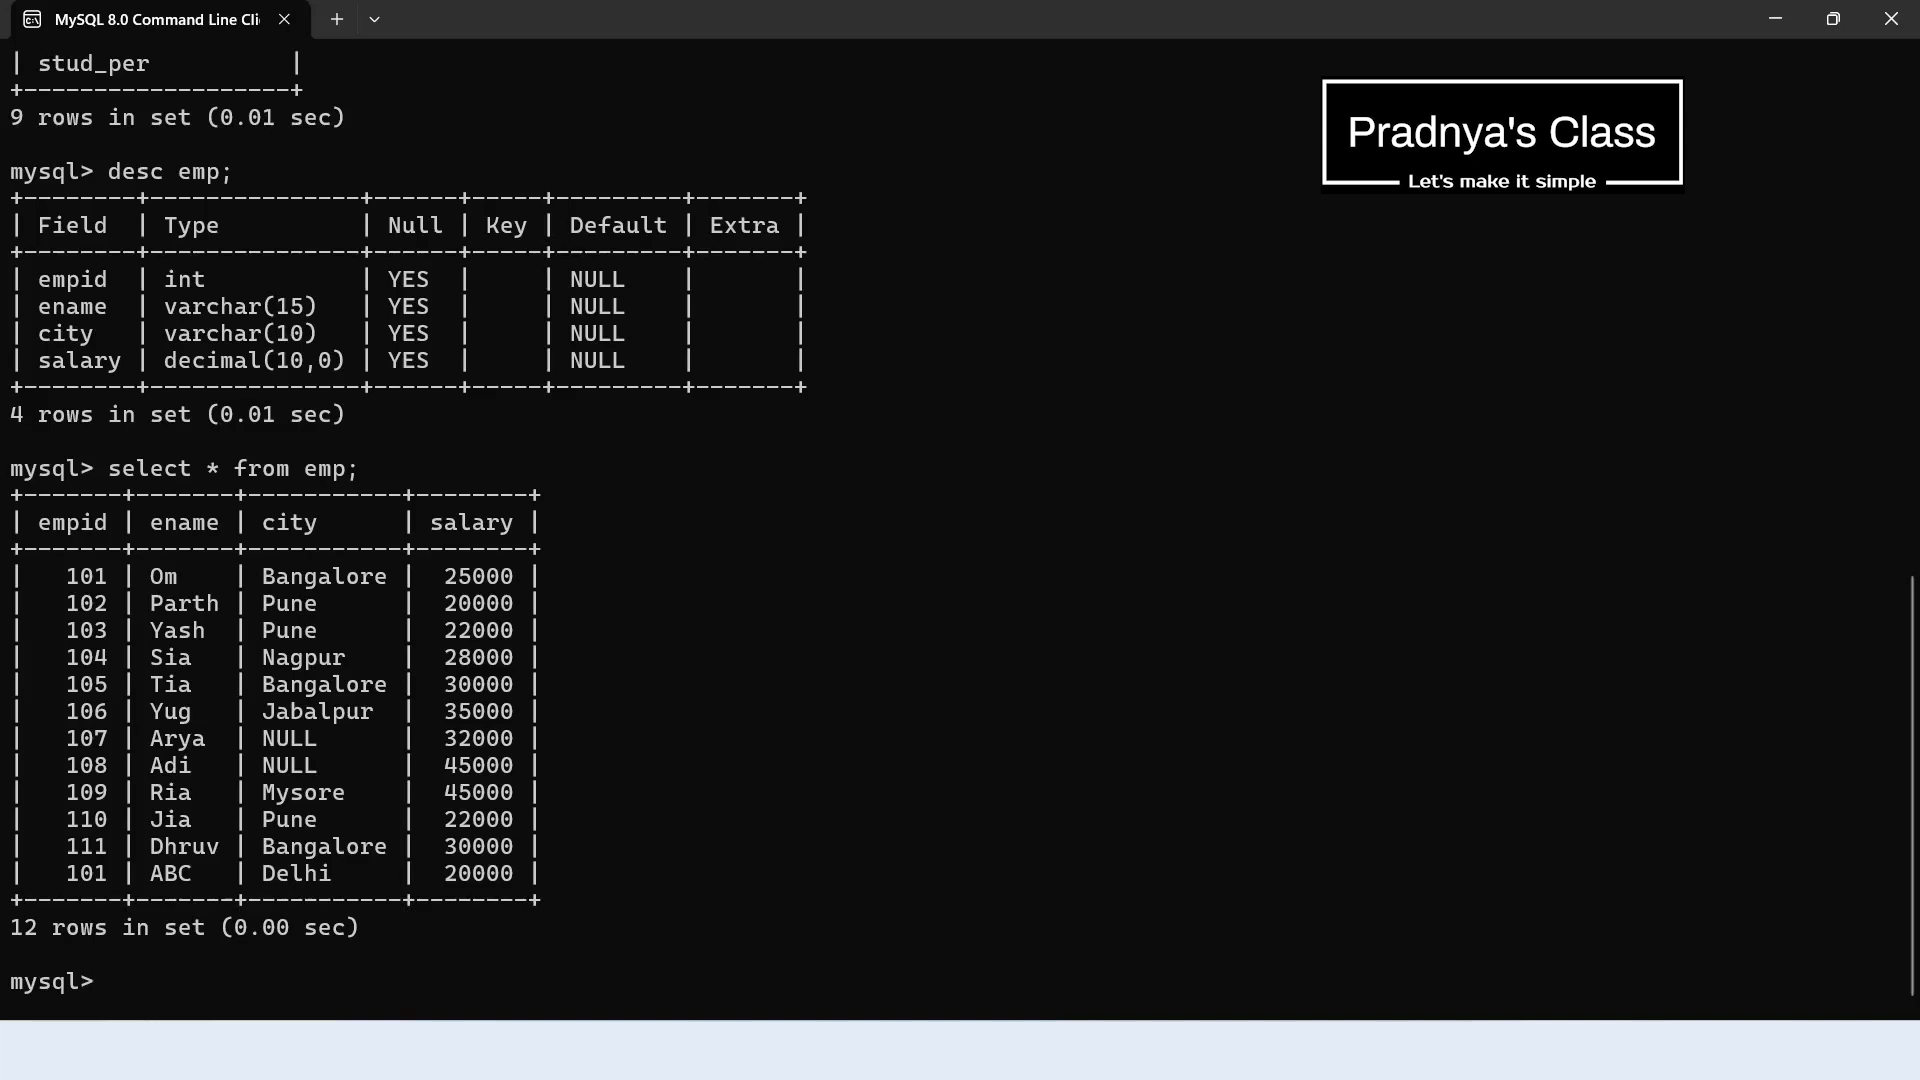 MySQL 8.0 Command Line Cli
| stud_per           |
+--------------------+
9 rows in set (0.01 sec)
Pradnya's Class
Let's make it simple
mysql> desc emp;
+--------+---------------+------+-----+---------+-------+
| Field  | Type          | Null | Key | Default | Extra |
+--------+---------------+------+-----+---------+-------+
| empid  | int           | YES  |     | NULL    |       |
| ename  | varchar(15)   | YES  |     | NULL    |       |
| city   | varchar(10)   | YES  |     | NULL    |       |
| salary | decimal(10,0) | YES  |     | NULL    |       |
+--------+---------------+------+-----+---------+-------+
4 rows in set (0.01 sec)
mysql> select * from emp;
+-------+-------+-----------+--------+
| empid | ename | city      | salary |
+-------+-------+-----------+--------+
|   101 | Om    | Bangalore |  25000 |
|   102 | Parth | Pune      |  20000 |
|   103 | Yash  | Pune      |  22000 |
|   104 | Sia   | Nagpur    |  28000 |
|   105 | Tia   | Bangalore |  30000 |
|   106 | Yug   | Jabalpur  |  35000 |
|   107 | Arya  | NULL      |  32000 |
|   108 | Adi   | NULL      |  45000 |
|   109 | Ria   | Mysore    |  45000 |
|   110 | Jia   | Pune      |  22000 |
|   111 | Dhruv | Bangalore |  30000 |
|   101 | ABC   | Delhi     |  20000 |
+-------+-------+-----------+--------+
12 rows in set (0.00 sec)
mysql>